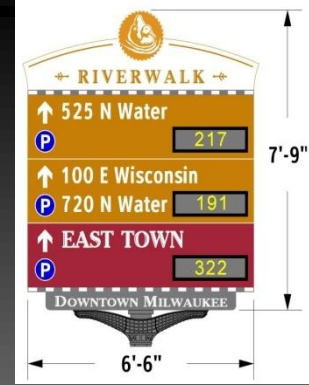 RIVERWALK
525 N Water
P 217
7'-9"
100 E Wisconsin
P 720 N Water 191
EAST TOWN
P 322
DOWNTOWN MILWAUKEE
6'-6"